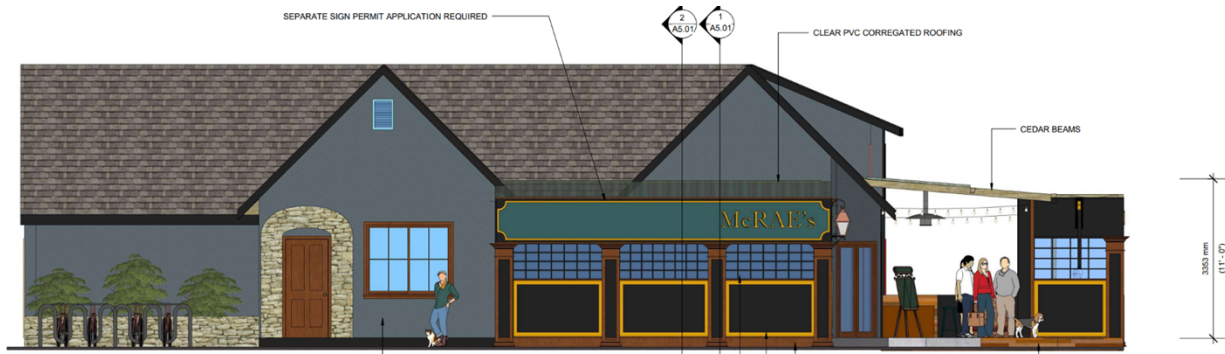 SEPARATE SIGN PERMIT APPLICATION REQUIRED
2
A5.01
1
A5.01
CLEAR PVC CORREGATED ROOFING
CEDAR BEAMS
McRAE's
3353 mm
(11' - 0")